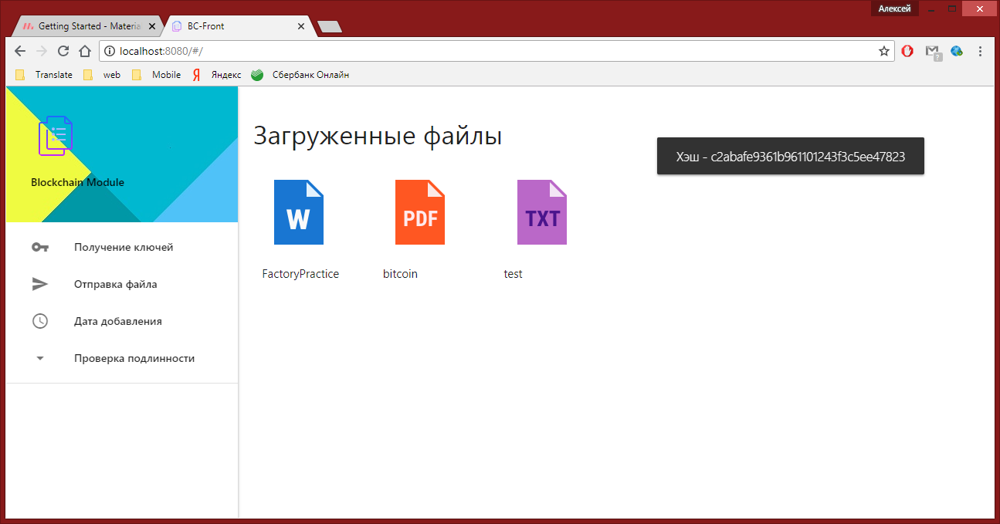 Алексей
Getting Started - Materia
BC-Front
localhost:8080/#/
Translate web Mobile Яндекс Сбербанк Онлайн
Blockchain Module
Получение ключей
Отправка файла
Дата добавления
Проверка подлинности
Загруженные файлы
Хэш - c2abafe9361b961101243f3c5ee47823
W PDF TXT
FactoryPractice bitcoin test